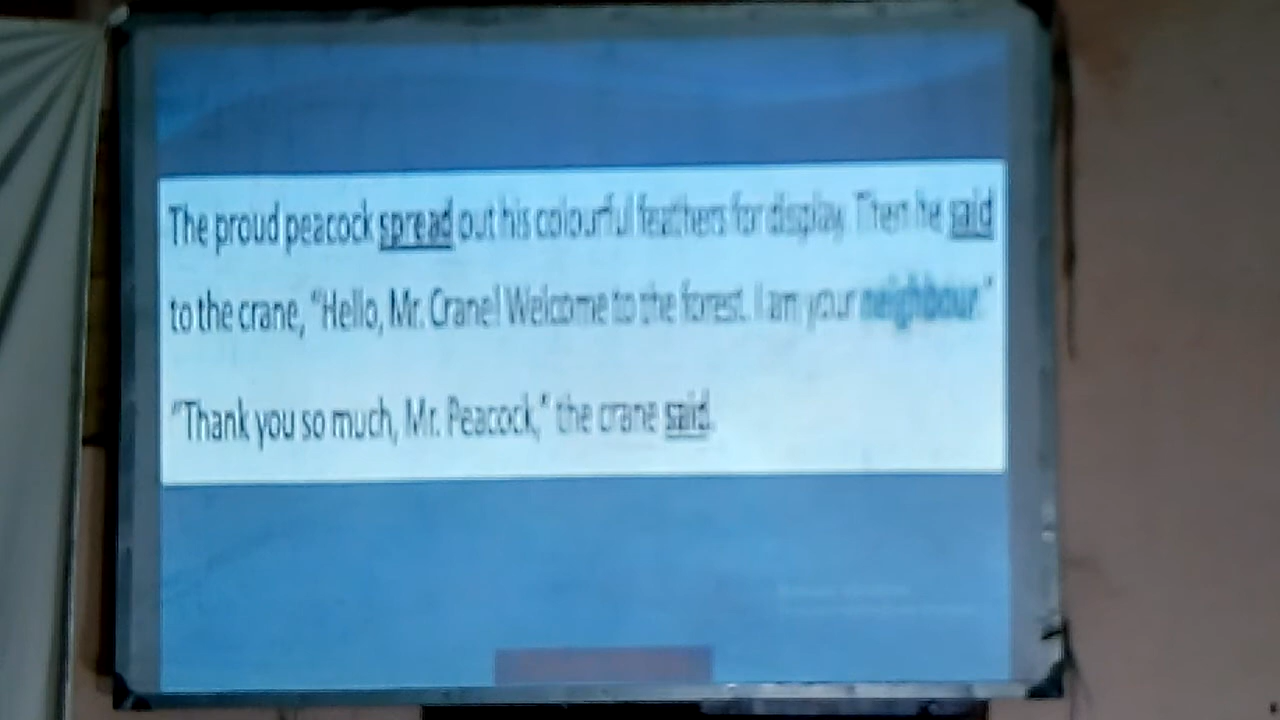 The proud peacock spread out his colourful feathers for display. Then he said
to the crane, "Hello, Mr. Crane! Welcome to the forest. I am your neighbour."
"Thank you so much, Mr. Peacock," the crane said.